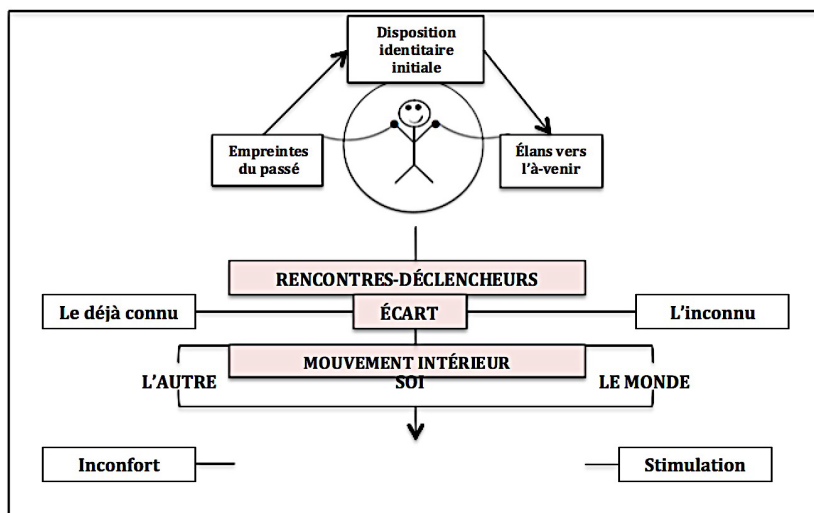 Disposition
identitaire
initiale
Empreintes
du passé
Élans vers
l'à-venir
RENCONTRES-DÉCLENCHEURS
Le déjà connu
ÉCART
L'inconnu
MOUVEMENT INTÉRIEUR
L'AUTRE SOI LE MONDE
Inconfort
Stimulation